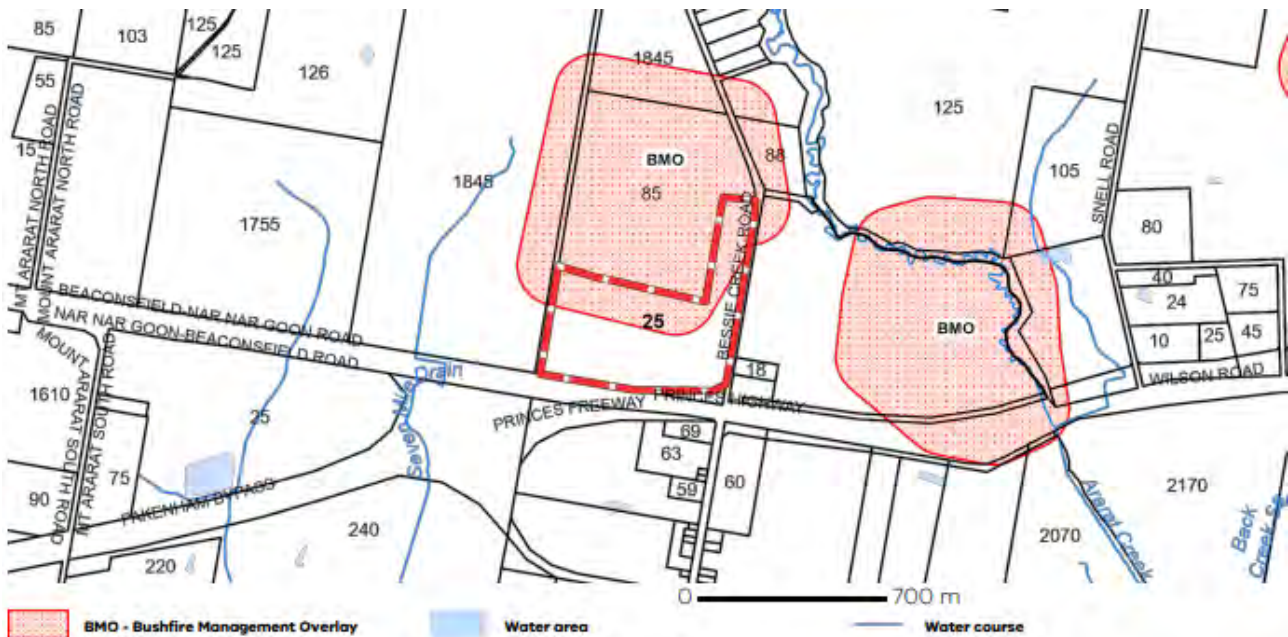 85
103
125
125
126
1845
125
55
MT ARARAT NORTH ROAD
MOUNT ARARAT NORTH ROAD
15
1755
1845
BMO
85
88
105
SNELL ROAD
80
BESSIE CREEK ROAD
BEACONSFIELD-NAR NAR GOON ROAD
NAR NAR GOON-BEACONSFIELD ROAD
25
BMO
40
24
75
10
25
45
WILSON ROAD
18
PRINCES HIGHWAY
PRINCES FREEWAY
MOUNT ARARAT SOUTH ROAD
MT ARARAT SOUTH ROAD
1610
25
Seven Mile Drain
69
63
59
60
75
90
PAKENHAM BYPASS
220
240
2070
2170
Ararat Creek
Back
Creek
0 700 m
BMO - Bushfire Management Overlay
Water area
Water course